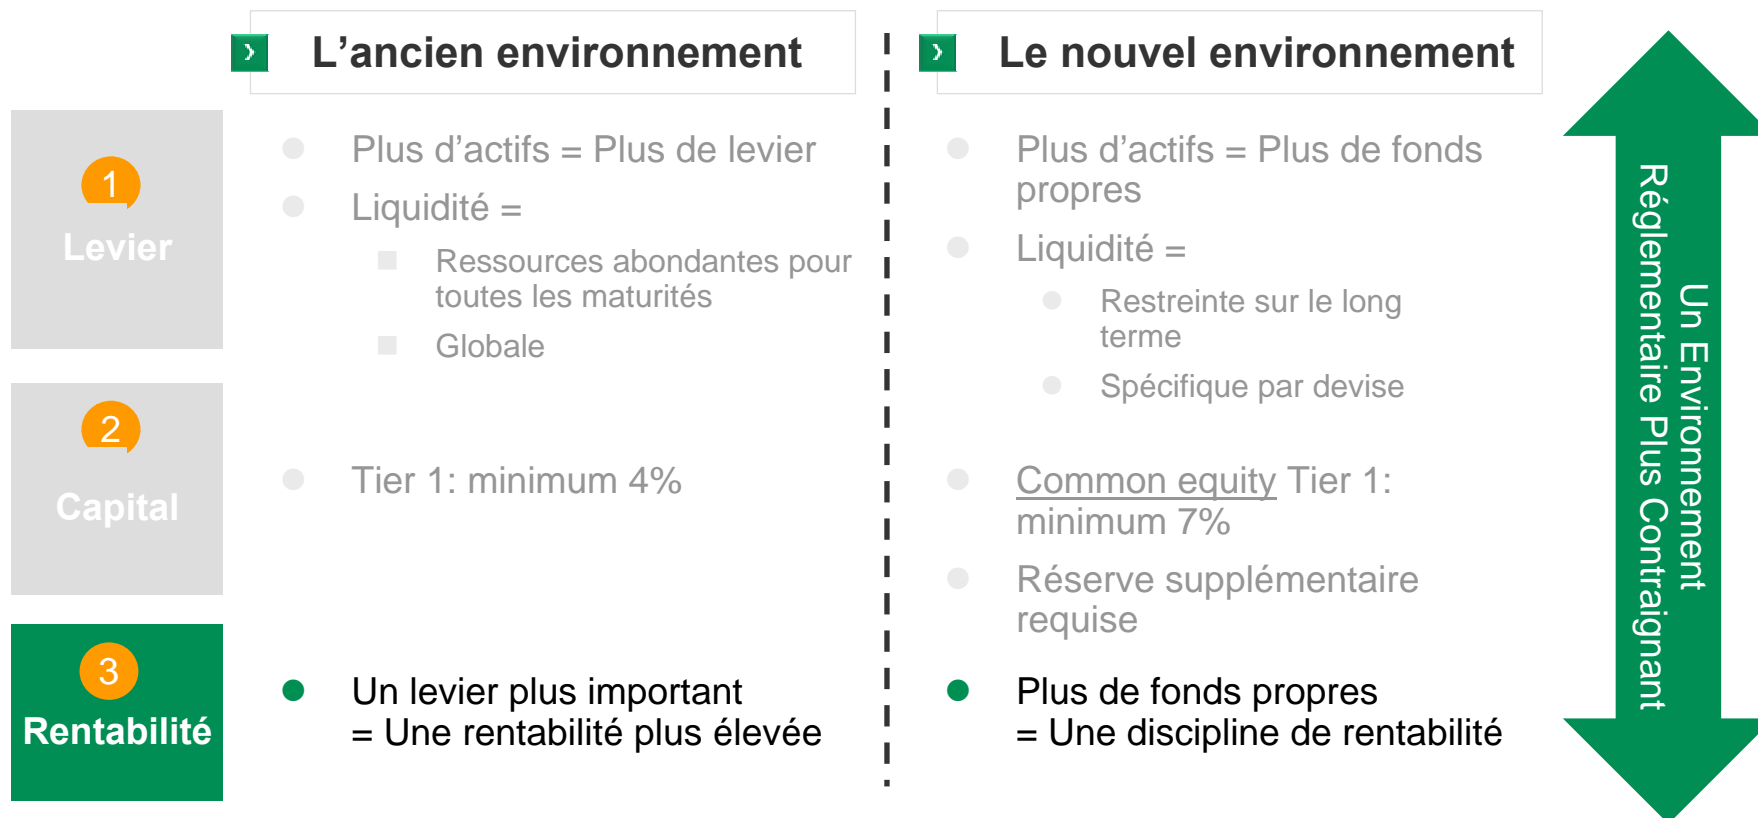 L’ancien environnement
Le nouvel environnement
1
Levier
Plus d’actifs = Plus de levier
Liquidité =
Ressources abondantes pour
toutes les maturités
Globale
Plus d’actifs = Plus de fonds
propres
Liquidité =
Restreinte sur le long
terme
Spécifique par devise
2
Capital
Tier 1: minimum 4%
Common equity Tier 1:
minimum 7%
Réserve supplémentaire
requise
3
Rentabilité
Un levier plus important
= Une rentabilité plus élevée
Plus de fonds propres
= Une discipline de rentabilité
Un Environnement
Réglementaire Plus Contraignant